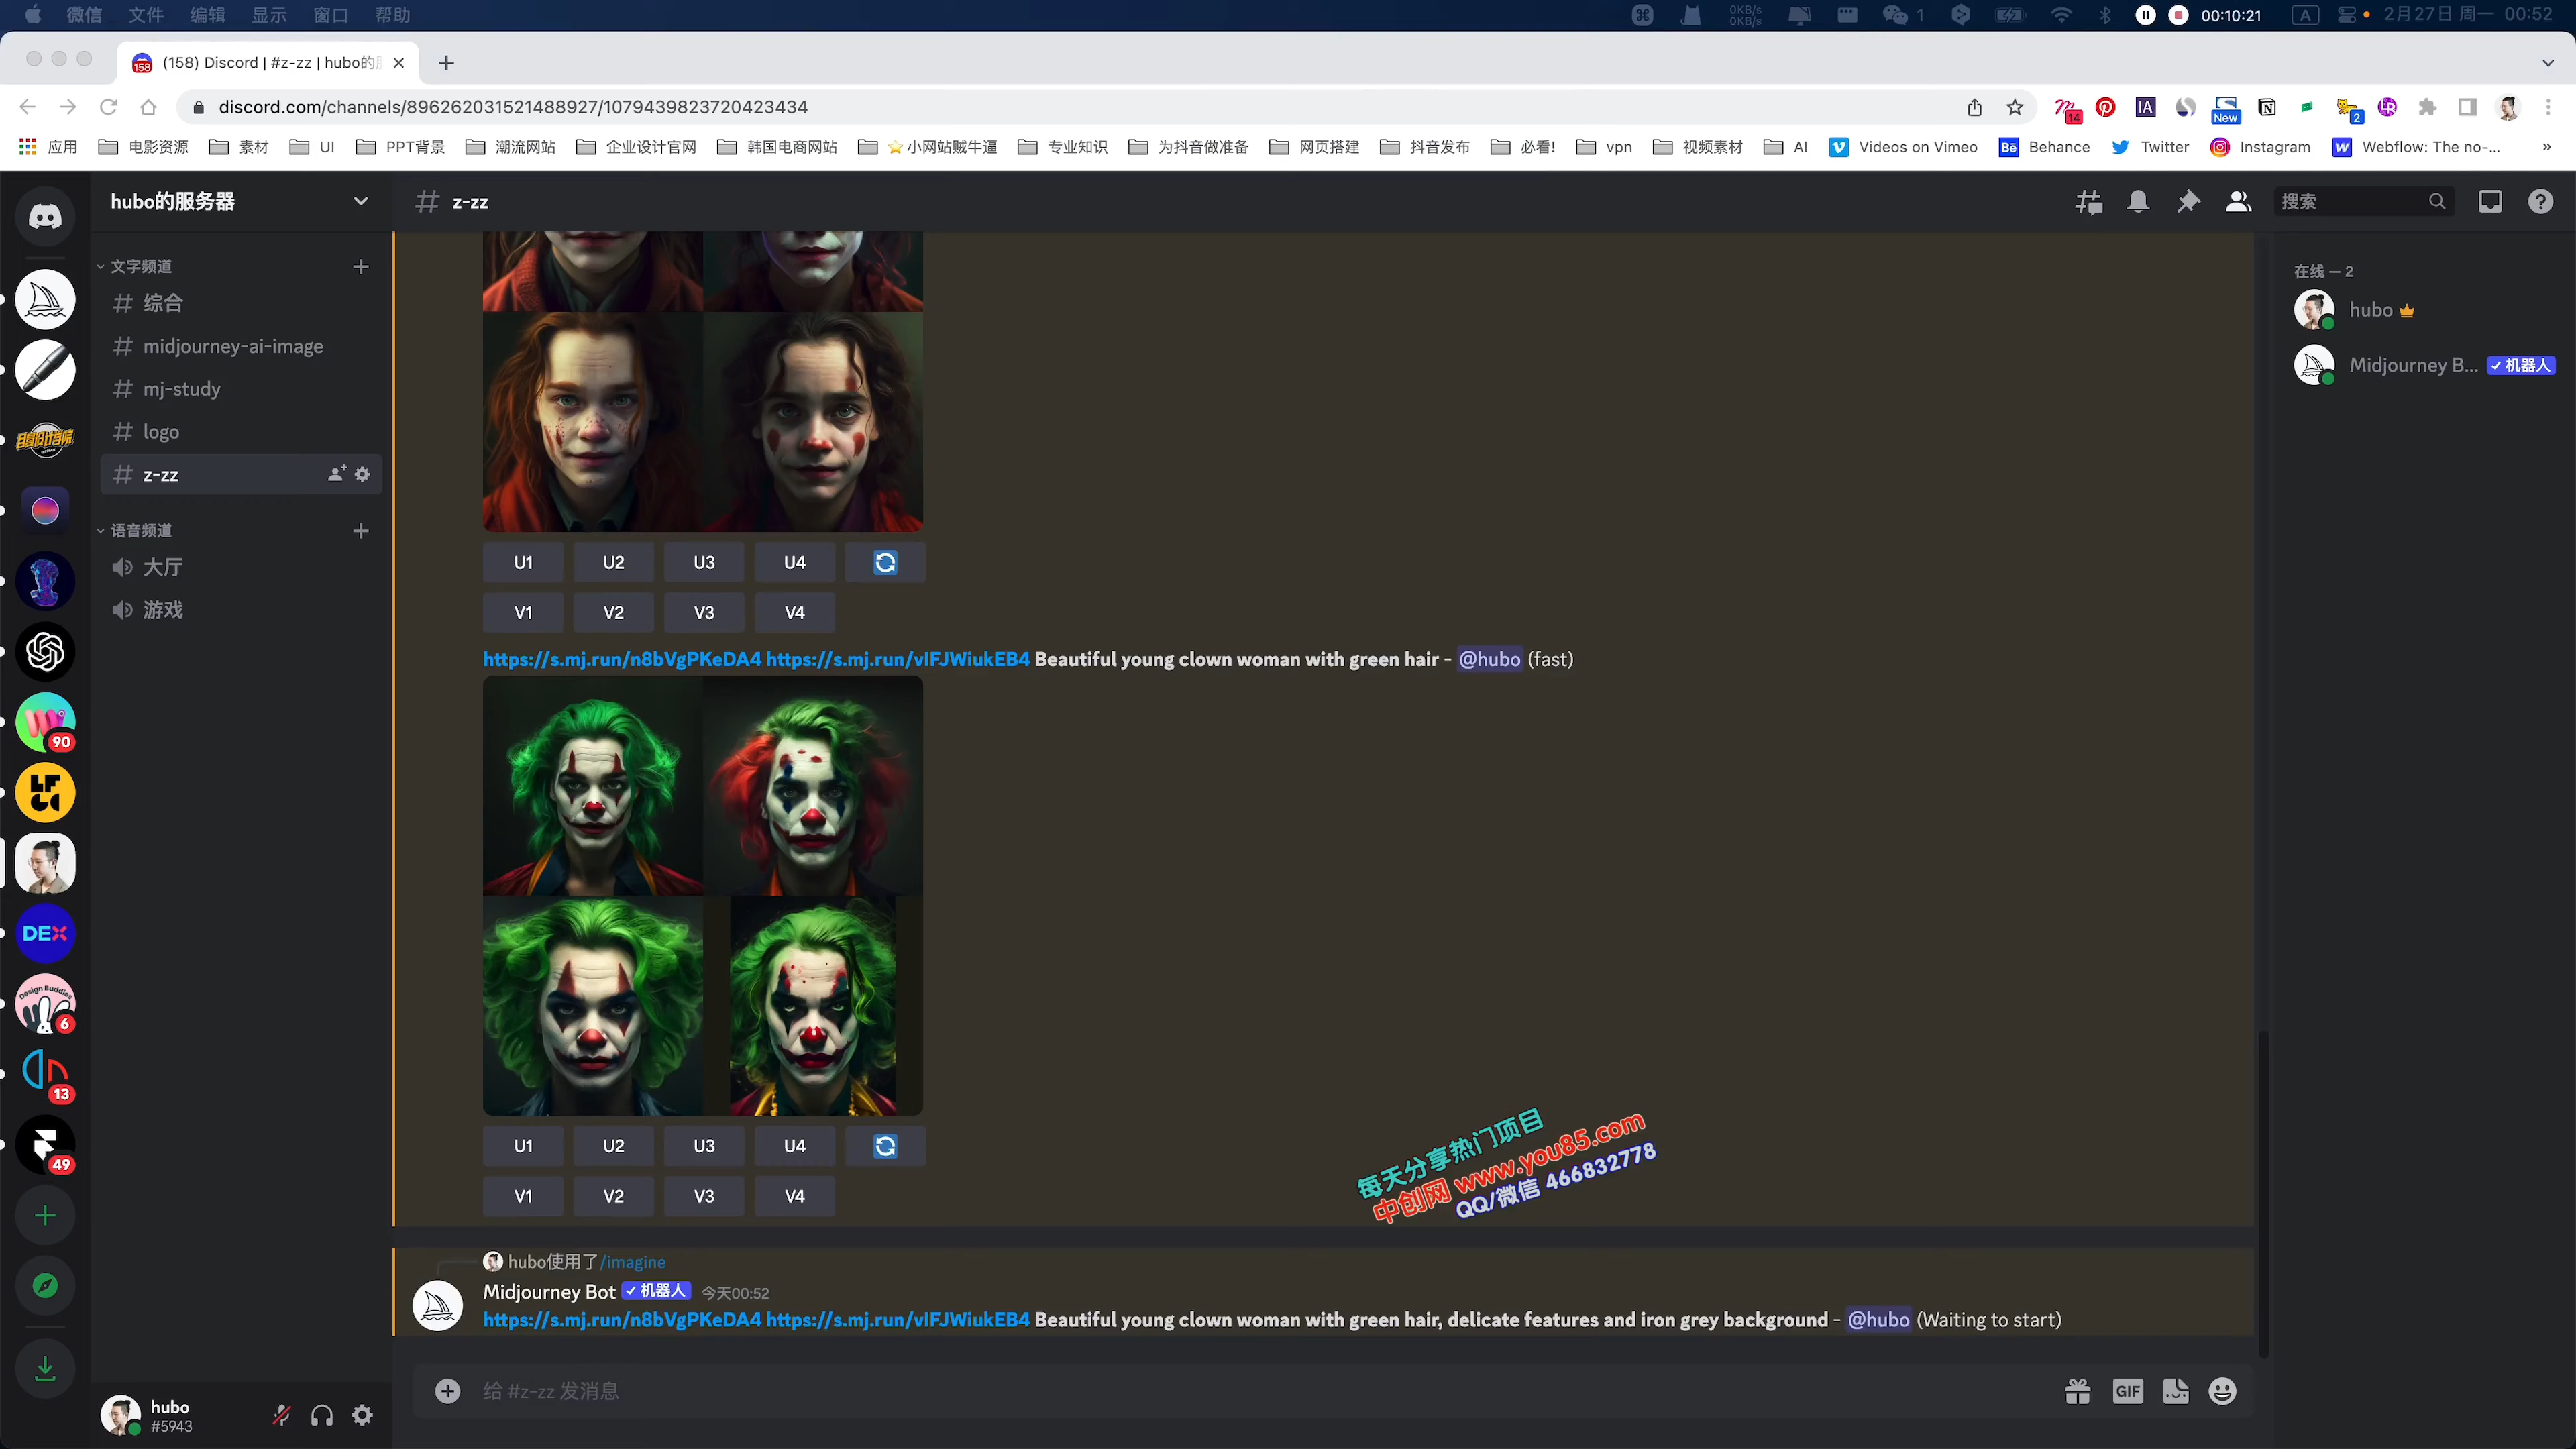 微信 文件 编辑 显示 窗口 帮助
0KB/s
0KB/s
1
00:10:21
A
2月27日 周一 00:52
158
(158) Discord | #z-zz | hubo的
discord.com/channels/896262031521488927/1079439823720423434
14
IA
New
2
应用 电影资源 素材 UI PPT背景 潮流网站 企业设计官网 韩国电商网站 ⭐小网站贼牛逼 专业知识 为抖音做准备 网页搭建 抖音发布 必看! vpn 视频素材 AI Videos on Vimeo Behance Twitter Instagram Webflow: The no-... »
hubo的服务器
z-zz
搜索
文字频道
综合
midjourney-ai-image
mj-study
logo
z-zz
语音频道
大厅
游戏
90
DEX
Design Buddies
6
13
49
在线 — 2
hubo
Midjourney B... ✓ 机器人
U1 U2 U3 U4
V1 V2 V3 V4
https://s.mj.run/n8bVgPKeDA4 https://s.mj.run/vIFJWiukEB4 Beautiful young clown woman with green hair - @hubo (fast)
U1 U2 U3 U4
V1 V2 V3 V4
每天分享热门项目
中创网 www.you85.com
QQ/微信 466832778
hubo使用了/imagine
Midjourney Bot ✓ 机器人 今天00:52
https://s.mj.run/n8bVgPKeDA4 https://s.mj.run/vIFJWiukEB4 Beautiful young clown woman with green hair, delicate features and iron grey background - @hubo (Waiting to start)
给 #z-zz 发消息
GIF
hubo
#5943